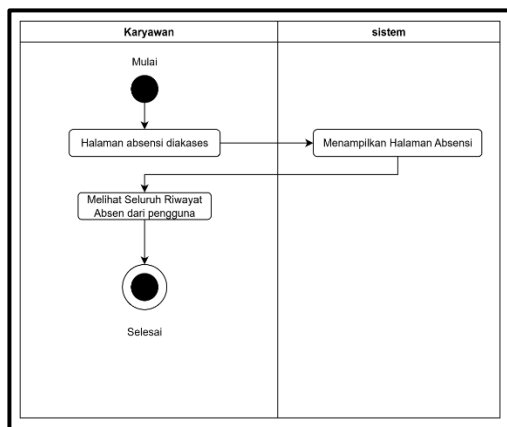 Karyawan
sistem
Mulai
Halaman absensi diakases
Menampilkan Halaman Absensi
Melihat Seluruh Riwayat
Absen dari pengguna
Selesai